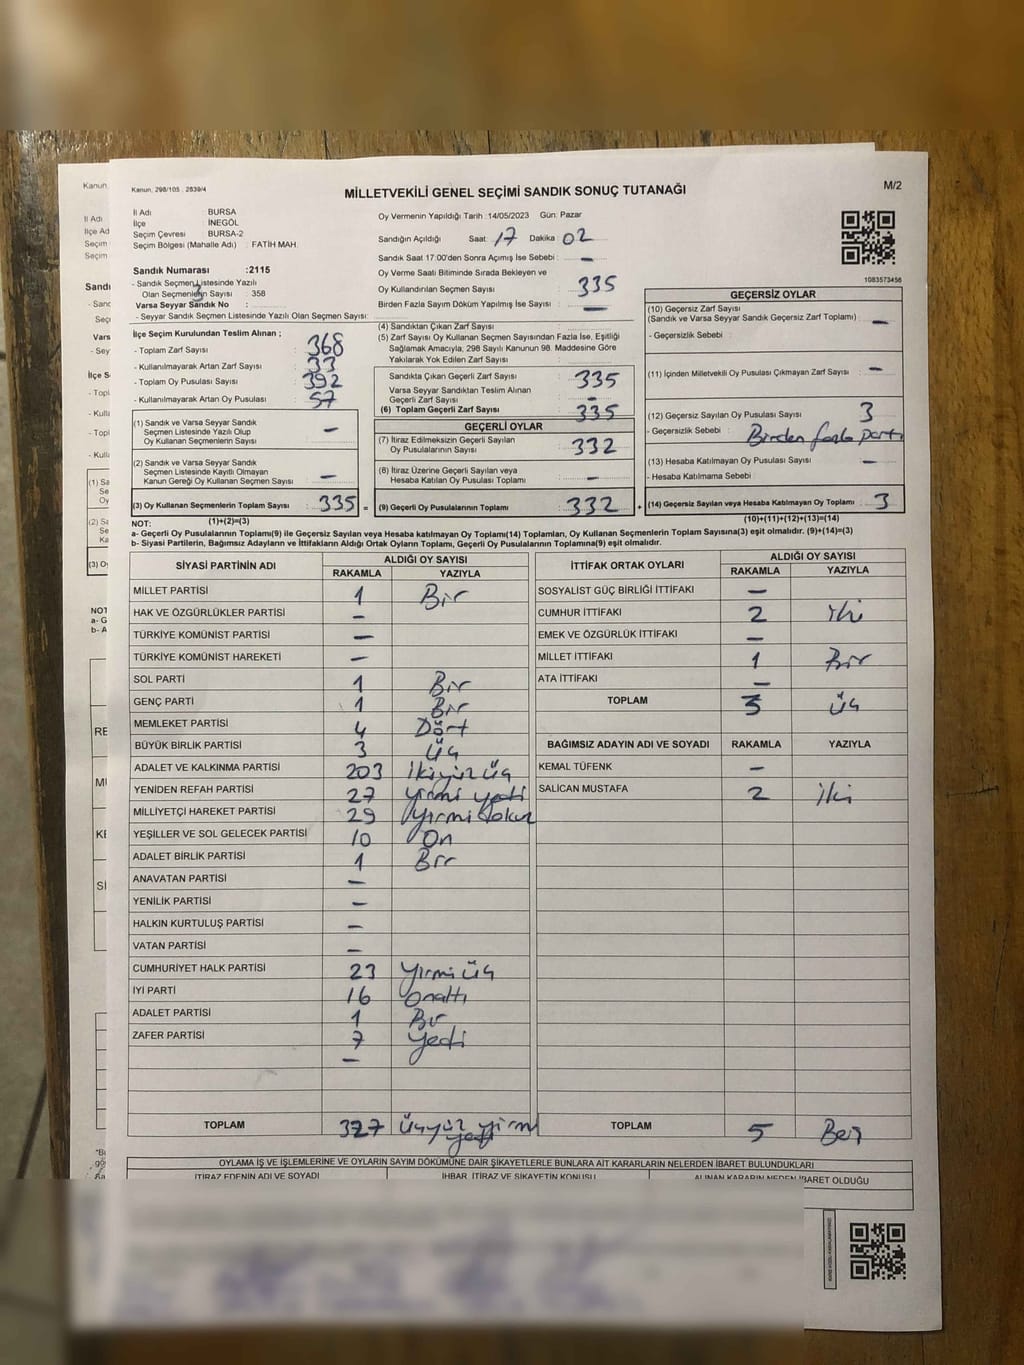 Kanun, 298/105 , 2839/4
MİLLETVEKİLİ GENEL SEÇİMİ SANDIK SONUÇ TUTANAĞI
M/2
İl Adı BURSA
İlçe İNEGÖL
Seçim Çevresi : BURSA-2
Seçim Bölgesi (Mahalle Adı) : FATİH MAH.
Oy Vermenin Yapıldığı Tarih :14/05/2023 Gün: Pazar
Sandığın Açıldığı Saat 17 Dakika 02
Sandık Saat 17:00'den Sonra Açımış İse Sebebi : —
Sandık Numarası :2115
- Sandık Seçmen Listesinde Yazılı
Olan Seçmenlerin Sayısı : 358
Varsa Seyyar Sandık No :
- Seyyar Sandık Seçmen Listesinde Yazılı Olan Seçmen Sayısı:
Oy Verme Saati Bitiminde Sırada Bekleyen ve
Oy Kullandırılan Seçmen Sayısı : 335
Birden Fazla Sayım Döküm Yapılmış İse Sayısı : —
1083573456
İlçe Seçim Kurulundan Teslim Alınan ;
- Toplam Zarf Sayısı : 368
- Kullanılmayarak Artan Zarf Sayısı : 33
- Toplam Oy Pusulası Sayısı : 392
- Kullanılmayarak Artan Oy Pusulası : 57
(4) Sandıktan Çıkan Zarf Sayısı :
(5) Zarf Sayısı Oy Kullanan Seçmen Sayısından Fazla İse, Eşitliği
Sağlamak Amacıyla, 298 Sayılı Kanunun 98. Maddesine Göre
Yakılarak Yok Edilen Zarf Sayısı :
Sandıkta Çıkan Geçerli Zarf Sayısı : 335
Varsa Seyyar Sandıktan Teslim Alınan
Geçerli Zarf Sayısı : —
(6) Toplam Geçerli Zarf Sayısı : 335
GEÇERSİZ OYLAR
(10) Geçersiz Zarf Sayısı
(Sandık ve Varsa Seyyar Sandık Geçersiz Zarf Toplamı) : —
- Geçersizlik Sebebi :
(11) İçinden Milletvekili Oy Pusulası Çıkmayan Zarf Sayısı : —
(12) Geçersiz Sayılan Oy Pusulası Sayısı : 3
- Geçersizlik Sebebi : Birden fazla parti
(13) Hesaba Katılmayan Oy Pusulası Sayısı : —
- Hesaba Katılmama Sebebi :
(14) Geçersiz Sayılan veya Hesaba Katılmayan Oy Toplamı : 3
(10)+(11)+(12)+(13)=(14)
(1) Sandık ve Varsa Seyyar Sandık
Seçmen Listesinde Yazılı Olup
Oy Kullanan Seçmenlerin Sayısı : —
(2) Sandık ve Varsa Seyyar Sandık
Seçmen Listesinde Kayıtlı Olmayan
Kanun Gereği Oy Kullanan Seçmen Sayısı : —
(3) Oy Kullanan Seçmenlerin Toplam Sayısı : 335 =
(1)+(2)=(3)
GEÇERLİ OYLAR
(7) İtiraz Edilmeksizin Geçerli Sayılan
Oy Pusulalarının Sayısı : 332
(8) İtiraz Üzerine Geçerli Sayılan veya
Hesaba Katılan Oy Pusulası Toplamı : —
(9) Geçerli Oy Pusulalarının Toplamı : 332 +
NOT:
a- Geçerli Oy Pusulalarının Toplamı(9) ile Geçersiz Sayılan veya Hesaba Katılmayan Oy Toplam(14) Toplamları, Oy Kullanan Seçmenlerin Toplam Sayısına(3) eşit olmalıdır. (9)+(14)=(3)
b- Siyasi Partilerin, Bağımsız Adayların ve İttifakların Aldığı Ortak Oyların Toplamı, Geçerli Oy Pusulalarının Toplamına(9) eşit olmalıdır.
SİYASİ PARTİNİN ADI ALDIĞI OY SAYISI
RAKAMLA YAZIYLA
MİLLET PARTİSİ 1 Bir
HAK VE ÖZGÜRLÜKLER PARTİSİ —
TÜRKİYE KOMÜNİST PARTİSİ —
TÜRKİYE KOMÜNİST HAREKETİ —
SOL PARTİ 1 Bir
GENÇ PARTİ 1 Bir
MEMLEKET PARTİSİ 4 Dört
BÜYÜK BİRLİK PARTİSİ 3 Üç
ADALET VE KALKINMA PARTİSİ 203 İkiyüz üç
YENİDEN REFAH PARTİSİ 27 Yirmi yedi
MİLLİYETÇİ HAREKET PARTİSİ 29 Yirmi dokuz
YEŞİLLER VE SOL GELECEK PARTİSİ 10 On
ADALET BİRLİK PARTİSİ 1 Bir
ANAVATAN PARTİSİ —
YENİLİK PARTİSİ —
HALKIN KURTULUŞ PARTİSİ —
VATAN PARTİSİ —
CUMHURİYET HALK PARTİSİ 23 Yirmi üç
İYİ PARTİ 16 Onaltı
ADALET PARTİSİ 1 Bir
ZAFER PARTİSİ 7 Yedi
—
TOPLAM 327 Üçyüz yirmi
yedi
İTTİFAK ORTAK OYLARI ALDIĞI OY SAYISI
RAKAMLA YAZIYLA
SOSYALİST GÜÇ BİRLİĞİ İTTİFAKI —
CUMHUR İTTİFAKI 2 İki
EMEK VE ÖZGÜRLÜK İTTİFAKI —
MİLLET İTTİFAKI 1 Bir
ATA İTTİFAKI —
TOPLAM 3 Üç
BAĞIMSIZ ADAYIN ADI VE SOYADI RAKAMLA YAZIYLA
KEMAL TÜFENK —
SALİCAN MUSTAFA 2 İki
TOPLAM 5 Beş
OYLAMA İŞ VE İŞLEMLERİNE VE OYLARIN SAYIM DÖKÜMÜNE DAİR ŞİKAYETLERLE BUNLARA AİT KARARLARIN NELERDEN İBARET BULUNDUKLARI
İTİRAZ EDENİN ADI VE SOYADI İHBAR, İTİRAZ VE ŞİKAYETİN KONUSU ALINAN KARARIN NEDEN İBARET OLDUĞU